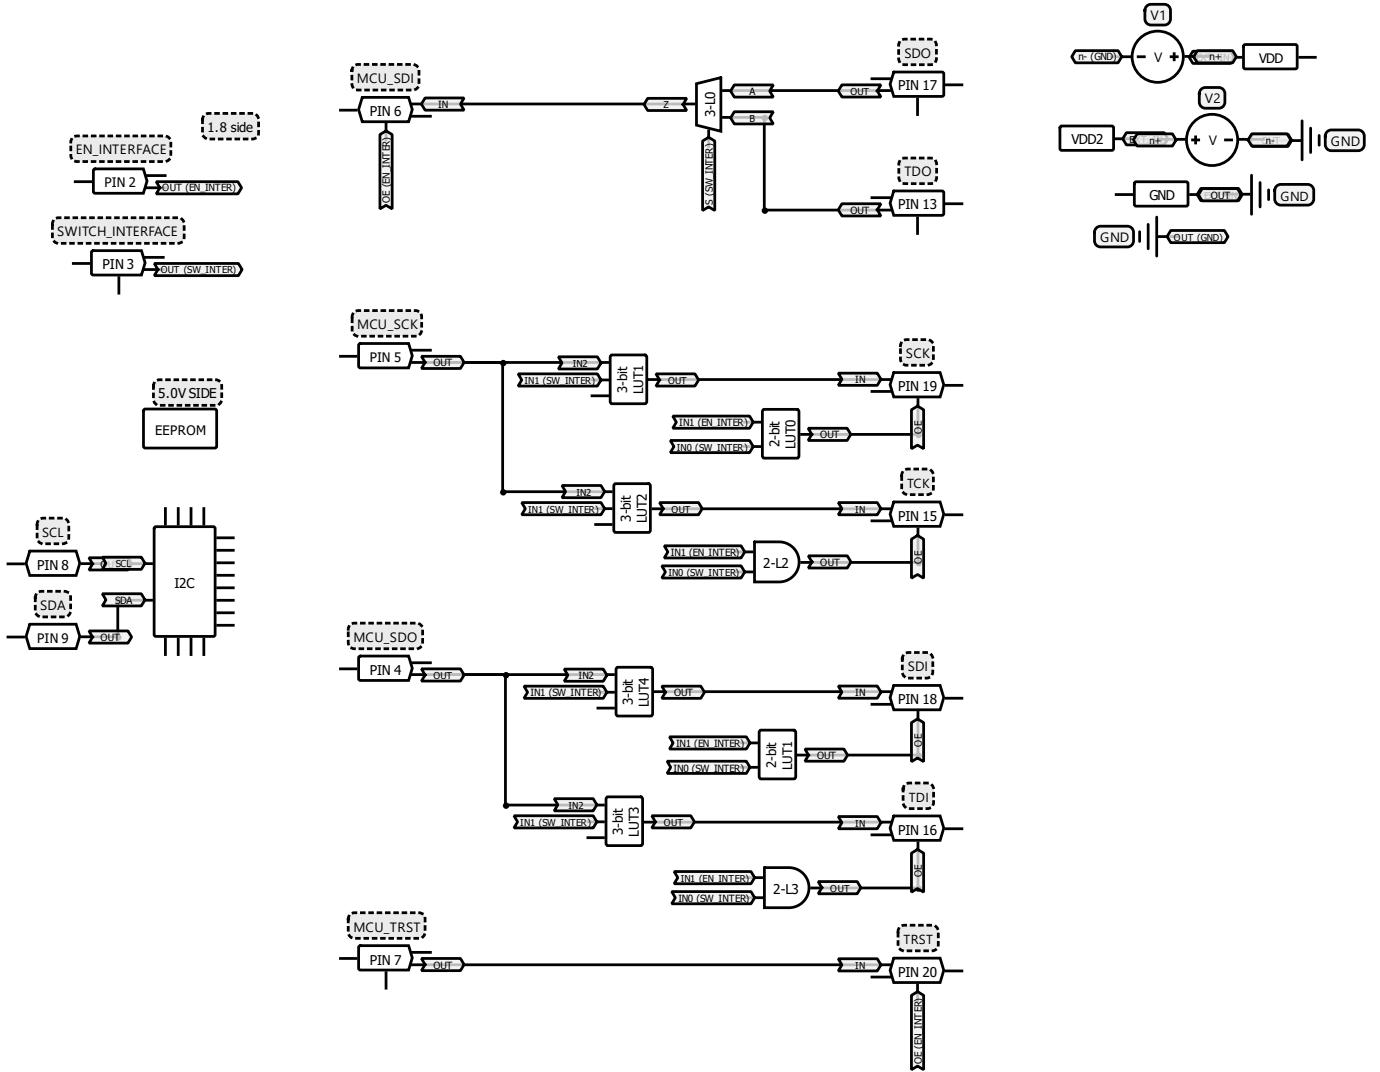 1.8 side
EN_INTERFACE
PIN 2
OUT (EN_INTER)
SWITCH_INTERFACE
PIN 3
OUT (SW_INTER)
5.0V SIDE
EEPROM
SCL
PIN 8
SCL
I2C
SDA
SDA
PIN 9
OUT
MCU_SDI
PIN 6
IN
OE (EN_INTER)
Z
3-L0
A
B
S (SW_INTER)
SDO
OUT
PIN 17
TDO
OUT
PIN 13
MCU_SCK
PIN 5
OUT
IN2
IN1 (SW_INTER)
3-bit
LUT1
OUT
SCK
IN
PIN 19
IN1 (EN_INTER)
IN0 (SW_INTER)
2-bit
LUT0
OUT
OE
IN2
IN1 (SW_INTER)
3-bit
LUT2
OUT
TCK
IN
PIN 15
IN1 (EN_INTER)
IN0 (SW_INTER)
2-L2
OUT
OE
MCU_SDO
PIN 4
OUT
IN2
IN1 (SW_INTER)
3-bit
LUT4
OUT
SDI
IN
PIN 18
IN1 (EN_INTER)
IN0 (SW_INTER)
2-bit
LUT1
OUT
OE
IN2
IN1 (SW_INTER)
3-bit
LUT3
OUT
TDI
IN
PIN 16
IN1 (EN_INTER)
IN0 (SW_INTER)
2-L3
OUT
OE
MCU_TRST
PIN 7
OUT
TRST
IN
PIN 20
OE (EN_INTER)
V1
n- (GND)
V
n+
VDD
V2
VDD2
n+
V
n-
GND
GND
OUT
GND
GND
OUT (GND)